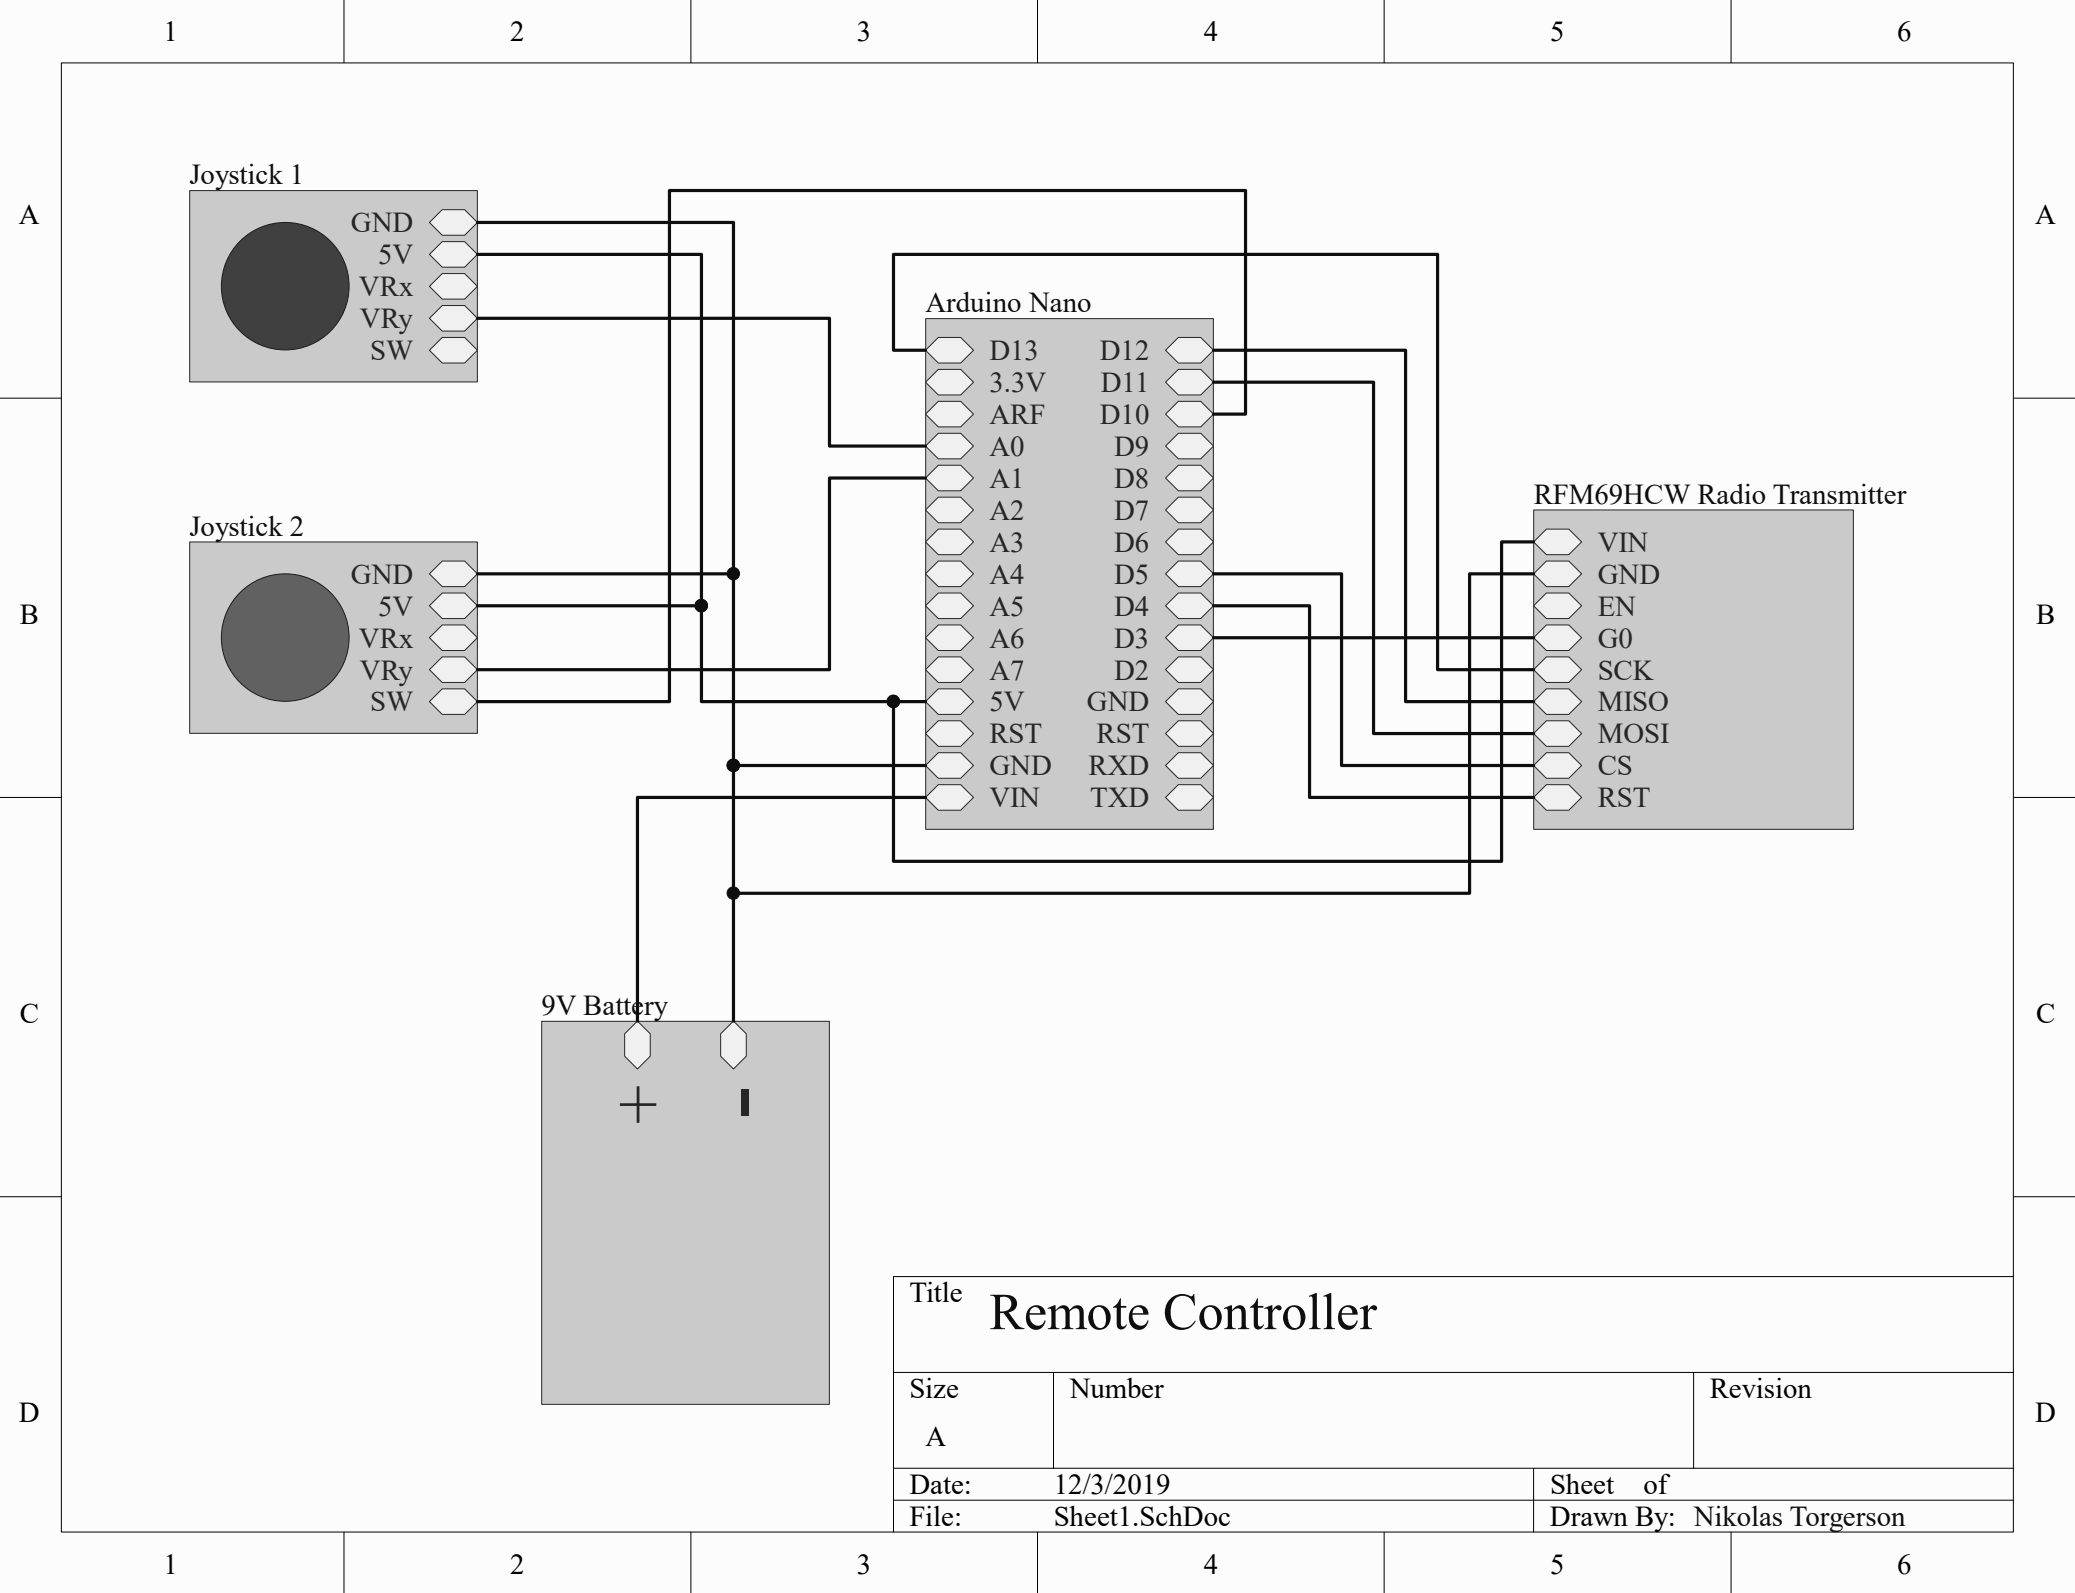 1 2 3 4 5 6
A A
Joystick 1
GND
5V
VRx
VRy
SW
Arduino Nano
D13 D12
3.3V D11
ARF D10
A0 D9
A1 D8
A2 D7
A3 D6
A4 D5
A5 D4
A6 D3
A7 D2
5V GND
RST RST
GND RXD
VIN TXD
RFM69HCW Radio Transmitter
VIN
GND
EN
G0
SCK
MISO
MOSI
CS
RST
Joystick 2
GND
5V
VRx
VRy
SW
B B
9V Battery
+ -
C C
Title Remote Controller
Size Number Revision
A
D D
Date: 12/3/2019 Sheet of
File: Sheet1.SchDoc Drawn By: Nikolas Torgerson
1 2 3 4 5 6